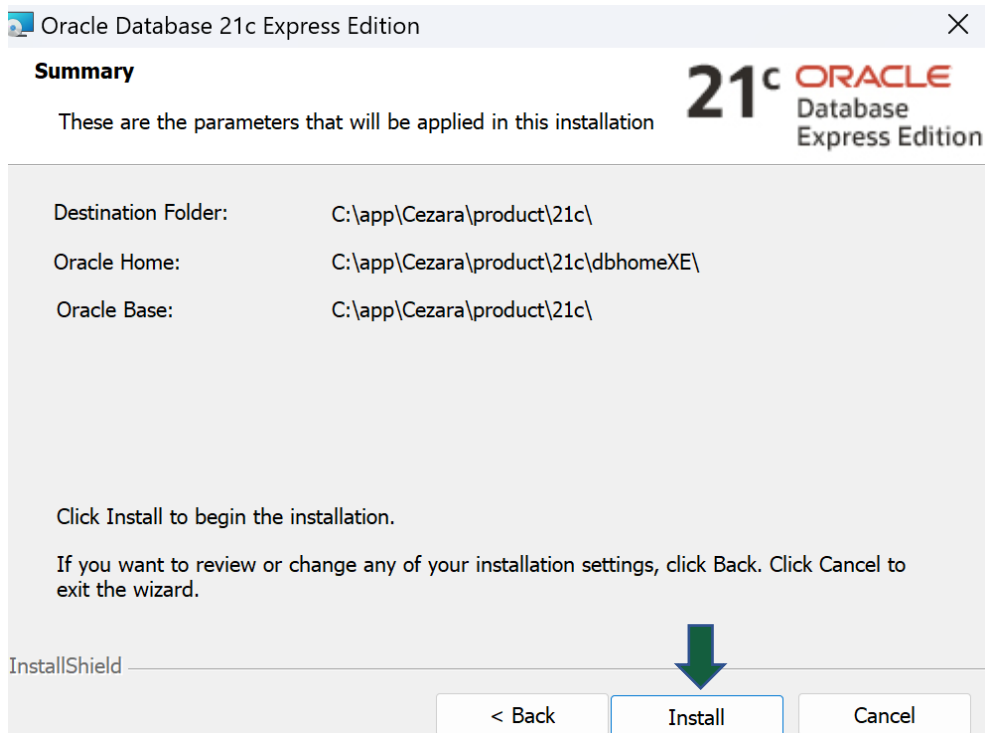 Oracle Database 21c Express Edition
Summary
These are the parameters that will be applied in this installation
21c ORACLE
Database
Express Edition
Destination Folder: C:\app\Cezara\product\21c\
Oracle Home: C:\app\Cezara\product\21c\dbhomeXE\
Oracle Base: C:\app\Cezara\product\21c\
Click Install to begin the installation.
If you want to review or change any of your installation settings, click Back. Click Cancel to
exit the wizard.
InstallShield
< Back Install Cancel